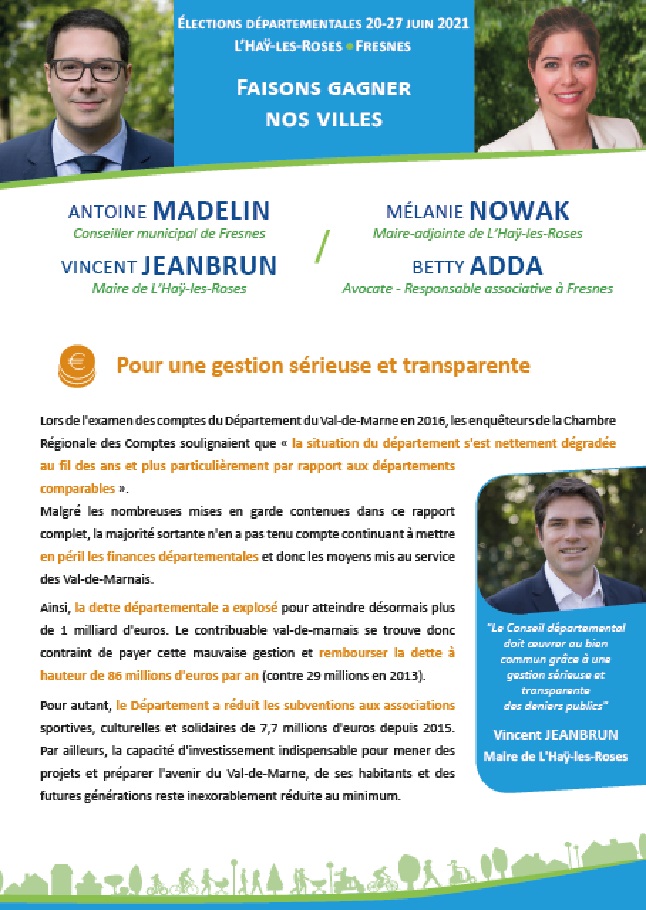 ÉLECTIONS DÉPARTEMENTALES 20-27 JUIN 2021
L'HAŸ-LES-ROSES • FRESNES
FAISONS GAGNER
NOS VILLES
ANTOINE MADELIN
Conseiller municipal de Fresnes
VINCENT JEANBRUN
Maire de L'Haÿ-les-Roses
/
MÉLANIE NOWAK
Maire-adjointe de L'Haÿ-les-Roses
BETTY ADDA
Avocate - Responsable associative à Fresnes
€
Pour une gestion sérieuse et transparente
Lors de l'examen des comptes du Département du Val-de-Marne en 2016, les enquêteurs de la Chambre
Régionale des Comptes soulignaient que « la situation du département s'est nettement dégradée
au fil des ans et plus particulièrement par rapport aux départements
comparables ».
Malgré les nombreuses mises en garde contenues dans ce rapport
complet, la majorité sortante n'en a pas tenu compte continuant à mettre
en péril les finances départementales et donc les moyens mis au service
des Val-de-Marnais.
Ainsi, la dette départementale a explosé pour atteindre désormais plus
de 1 milliard d'euros. Le contribuable val-de-marnais se trouve donc
contraint de payer cette mauvaise gestion et rembourser la dette à
hauteur de 86 millions d'euros par an (contre 29 millions en 2013).
Pour autant, le Département a réduit les subventions aux associations
sportives, culturelles et solidaires de 7,7 millions d'euros depuis 2015.
Par ailleurs, la capacité d'investissement indispensable pour mener des
projets et préparer l'avenir du Val-de-Marne, de ses habitants et des
futures générations reste inexorablement réduite au minimum.
"Le Conseil départemental
doit œuvrer au bien
commun grâce à une
gestion sérieuse et
transparente
des deniers publics"
Vincent JEANBRUN
Maire de L'Haÿ-les-Roses